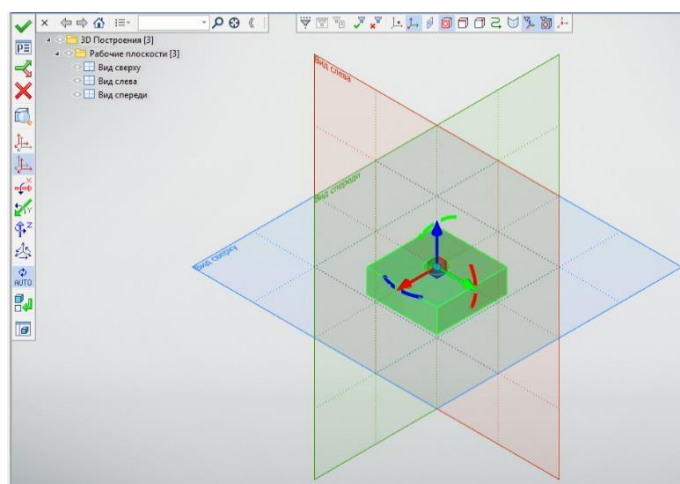 3D Построения [3]
Рабочие плоскости [3]
Вид сверху
Вид слева
Вид спереди
Вид слева
Вид спереди
Вид сверху
PE
X
Y
Z
AUTO